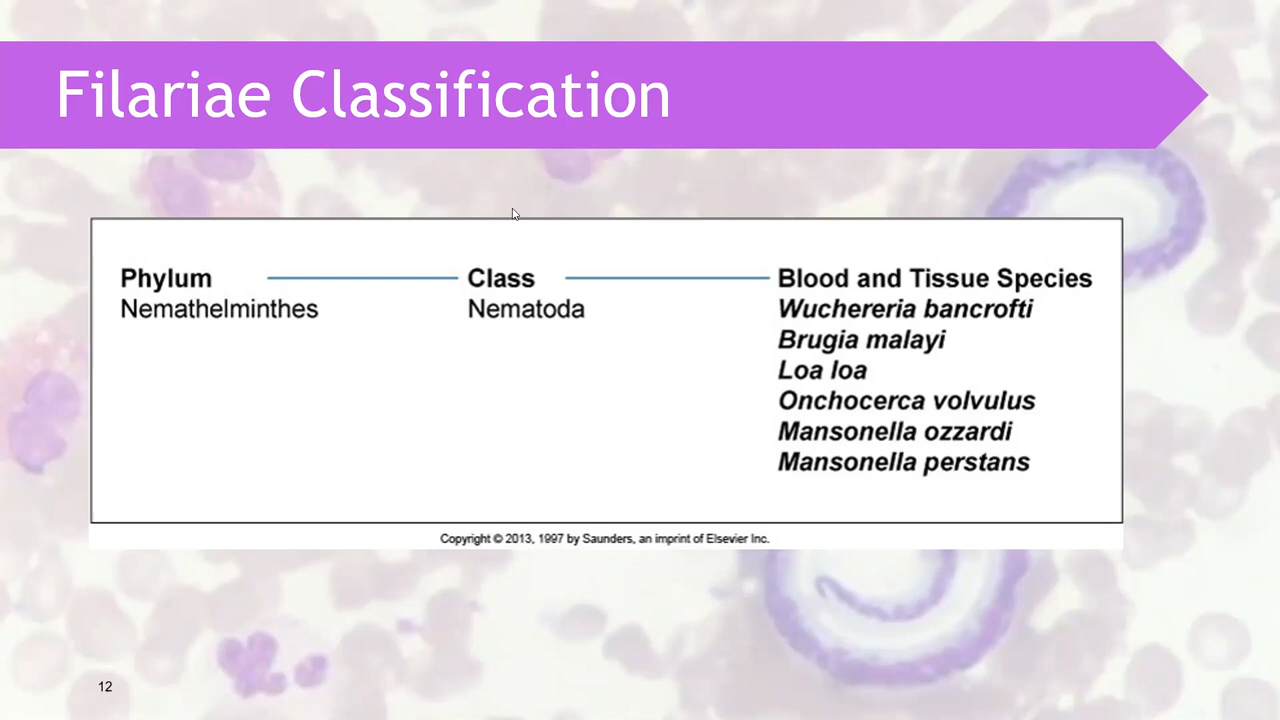 Filariae Classification
Phylum Class Blood and Tissue Species
Nemathelminthes Nematoda Wuchereria bancrofti
Brugia malayi
Loa loa
Onchocerca volvulus
Mansonella ozzardi
Mansonella perstans
Copyright © 2013, 1997 by Saunders, an imprint of Elsevier Inc.
12